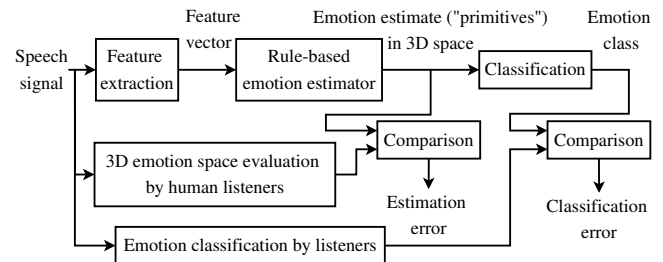 Speech
signal
Feature
extraction
Feature
vector
Rule-based
emotion estimator
Emotion estimate ("primitives")
in 3D space
Classification
Emotion
class
3D emotion space evaluation
by human listeners
Comparison
Estimation
error
Comparison
Classification
error
Emotion classification by listeners